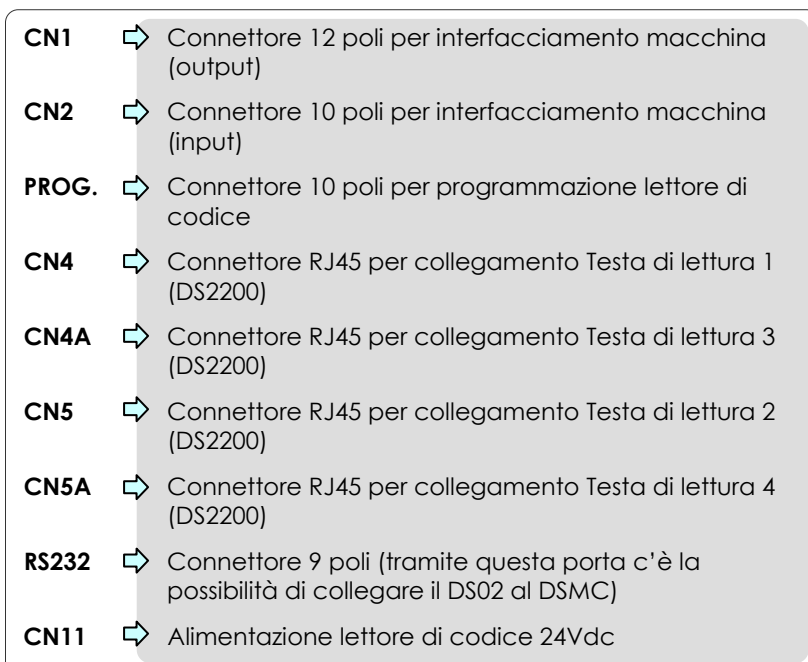 CN1 Connettore 12 poli per interfacciamento macchina
(output)
CN2 Connettore 10 poli per interfacciamento macchina
(input)
PROG. Connettore 10 poli per programmazione lettore di
codice
CN4 Connettore RJ45 per collegamento Testa di lettura 1
(DS2200)
CN4A Connettore RJ45 per collegamento Testa di lettura 3
(DS2200)
CN5 Connettore RJ45 per collegamento Testa di lettura 2
(DS2200)
CN5A Connettore RJ45 per collegamento Testa di lettura 4
(DS2200)
RS232 Connettore 9 poli (tramite questa porta c'è la
possibilità di collegare il DS02 al DSMC)
CN11 Alimentazione lettore di codice 24Vdc